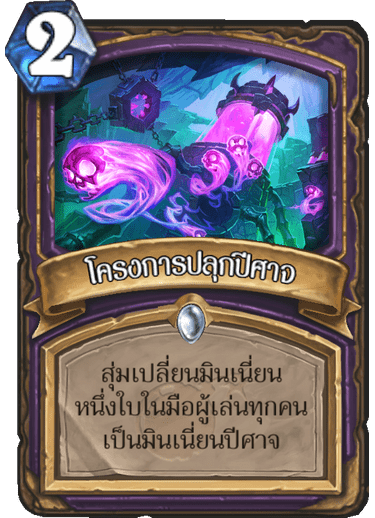 2
โครงการปลุกปีศาจ
สุ่มเปลี่ยนมินเนี่ยน
หนึ่งใบในมือผู้เล่นทุกคน
เป็นมินเนี่ยนปีศาจ